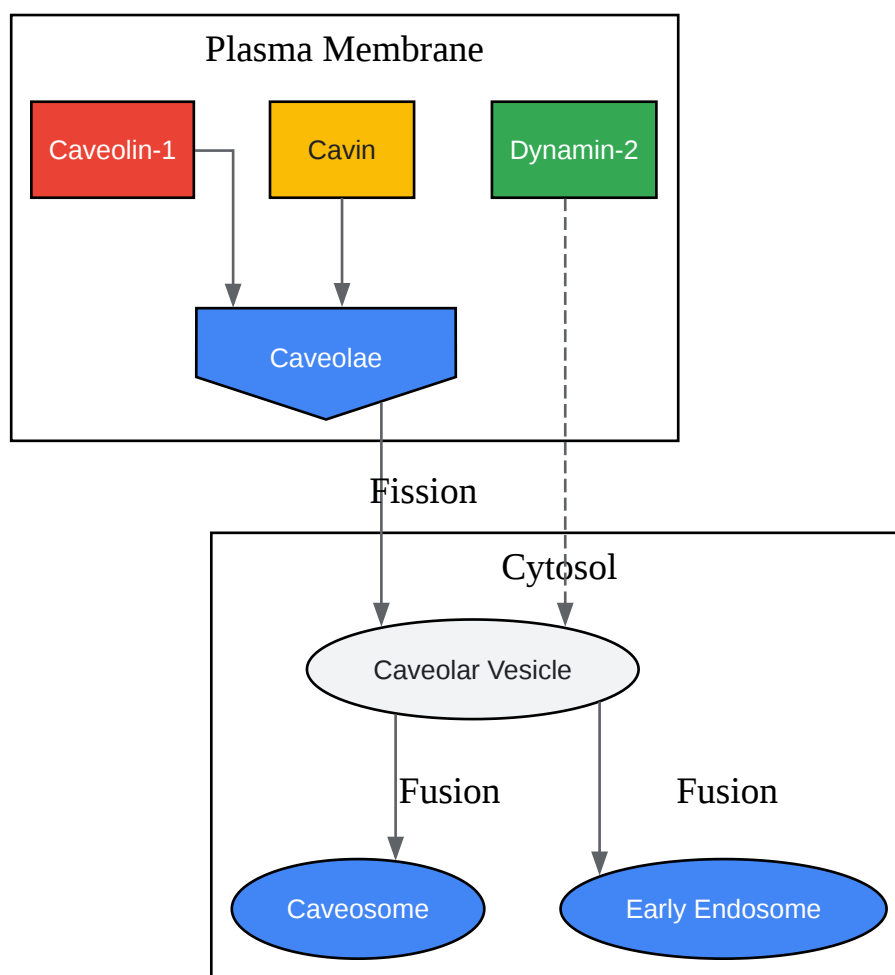 Plasma Membrane
Caveolin-1
Cavin
Dynamin-2
Caveolae
Fission
Cytosol
Caveolar Vesicle
Fusion
Fusion
Caveosome
Early Endosome